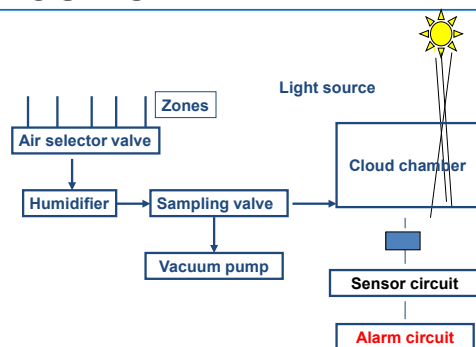 Light source
Zones
Air selector valve
Cloud chamber
Humidifier
Sampling valve
Vacuum pump
Sensor circuit
Alarm circuit